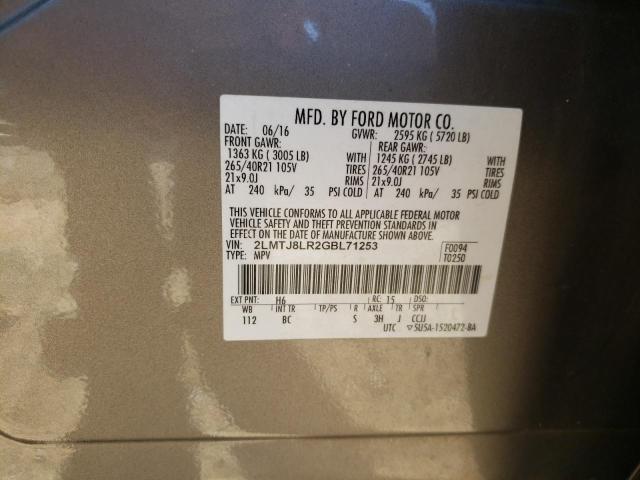 MFD. BY FORD MOTOR CO.
DATE: 06/16 GVWR: 2595 KG ( 5720 LB)
FRONT GAWR: REAR GAWR:
1363 KG ( 3005 LB) WITH 1245 KG ( 2745 LB) WITH
265/40R21 105V TIRES 265/40R21 105V TIRES
21x9.0J RIMS 21x9.0J RIMS
AT 240 kPa/ 35 PSI COLD AT 240 kPa/ 35 PSI COLD
THIS VEHICLE CONFORMS TO ALL APPLICABLE FEDERAL MOTOR
VEHICLE SAFETY AND THEFT PREVENTION STANDARDS IN
EFFECT ON THE DATE OF MANUFACTURE SHOWN ABOVE.
VIN: 2LMTJ8LR2GBL71253 F0094
TYPE: MPV T0250
EXT PNT: H6 RC: 15 DSO:
WB INT TR TP/PS R AXLE TR SPR
112 BC S 3H J CCJJ
UTC ▽5U5A-1520472-BA